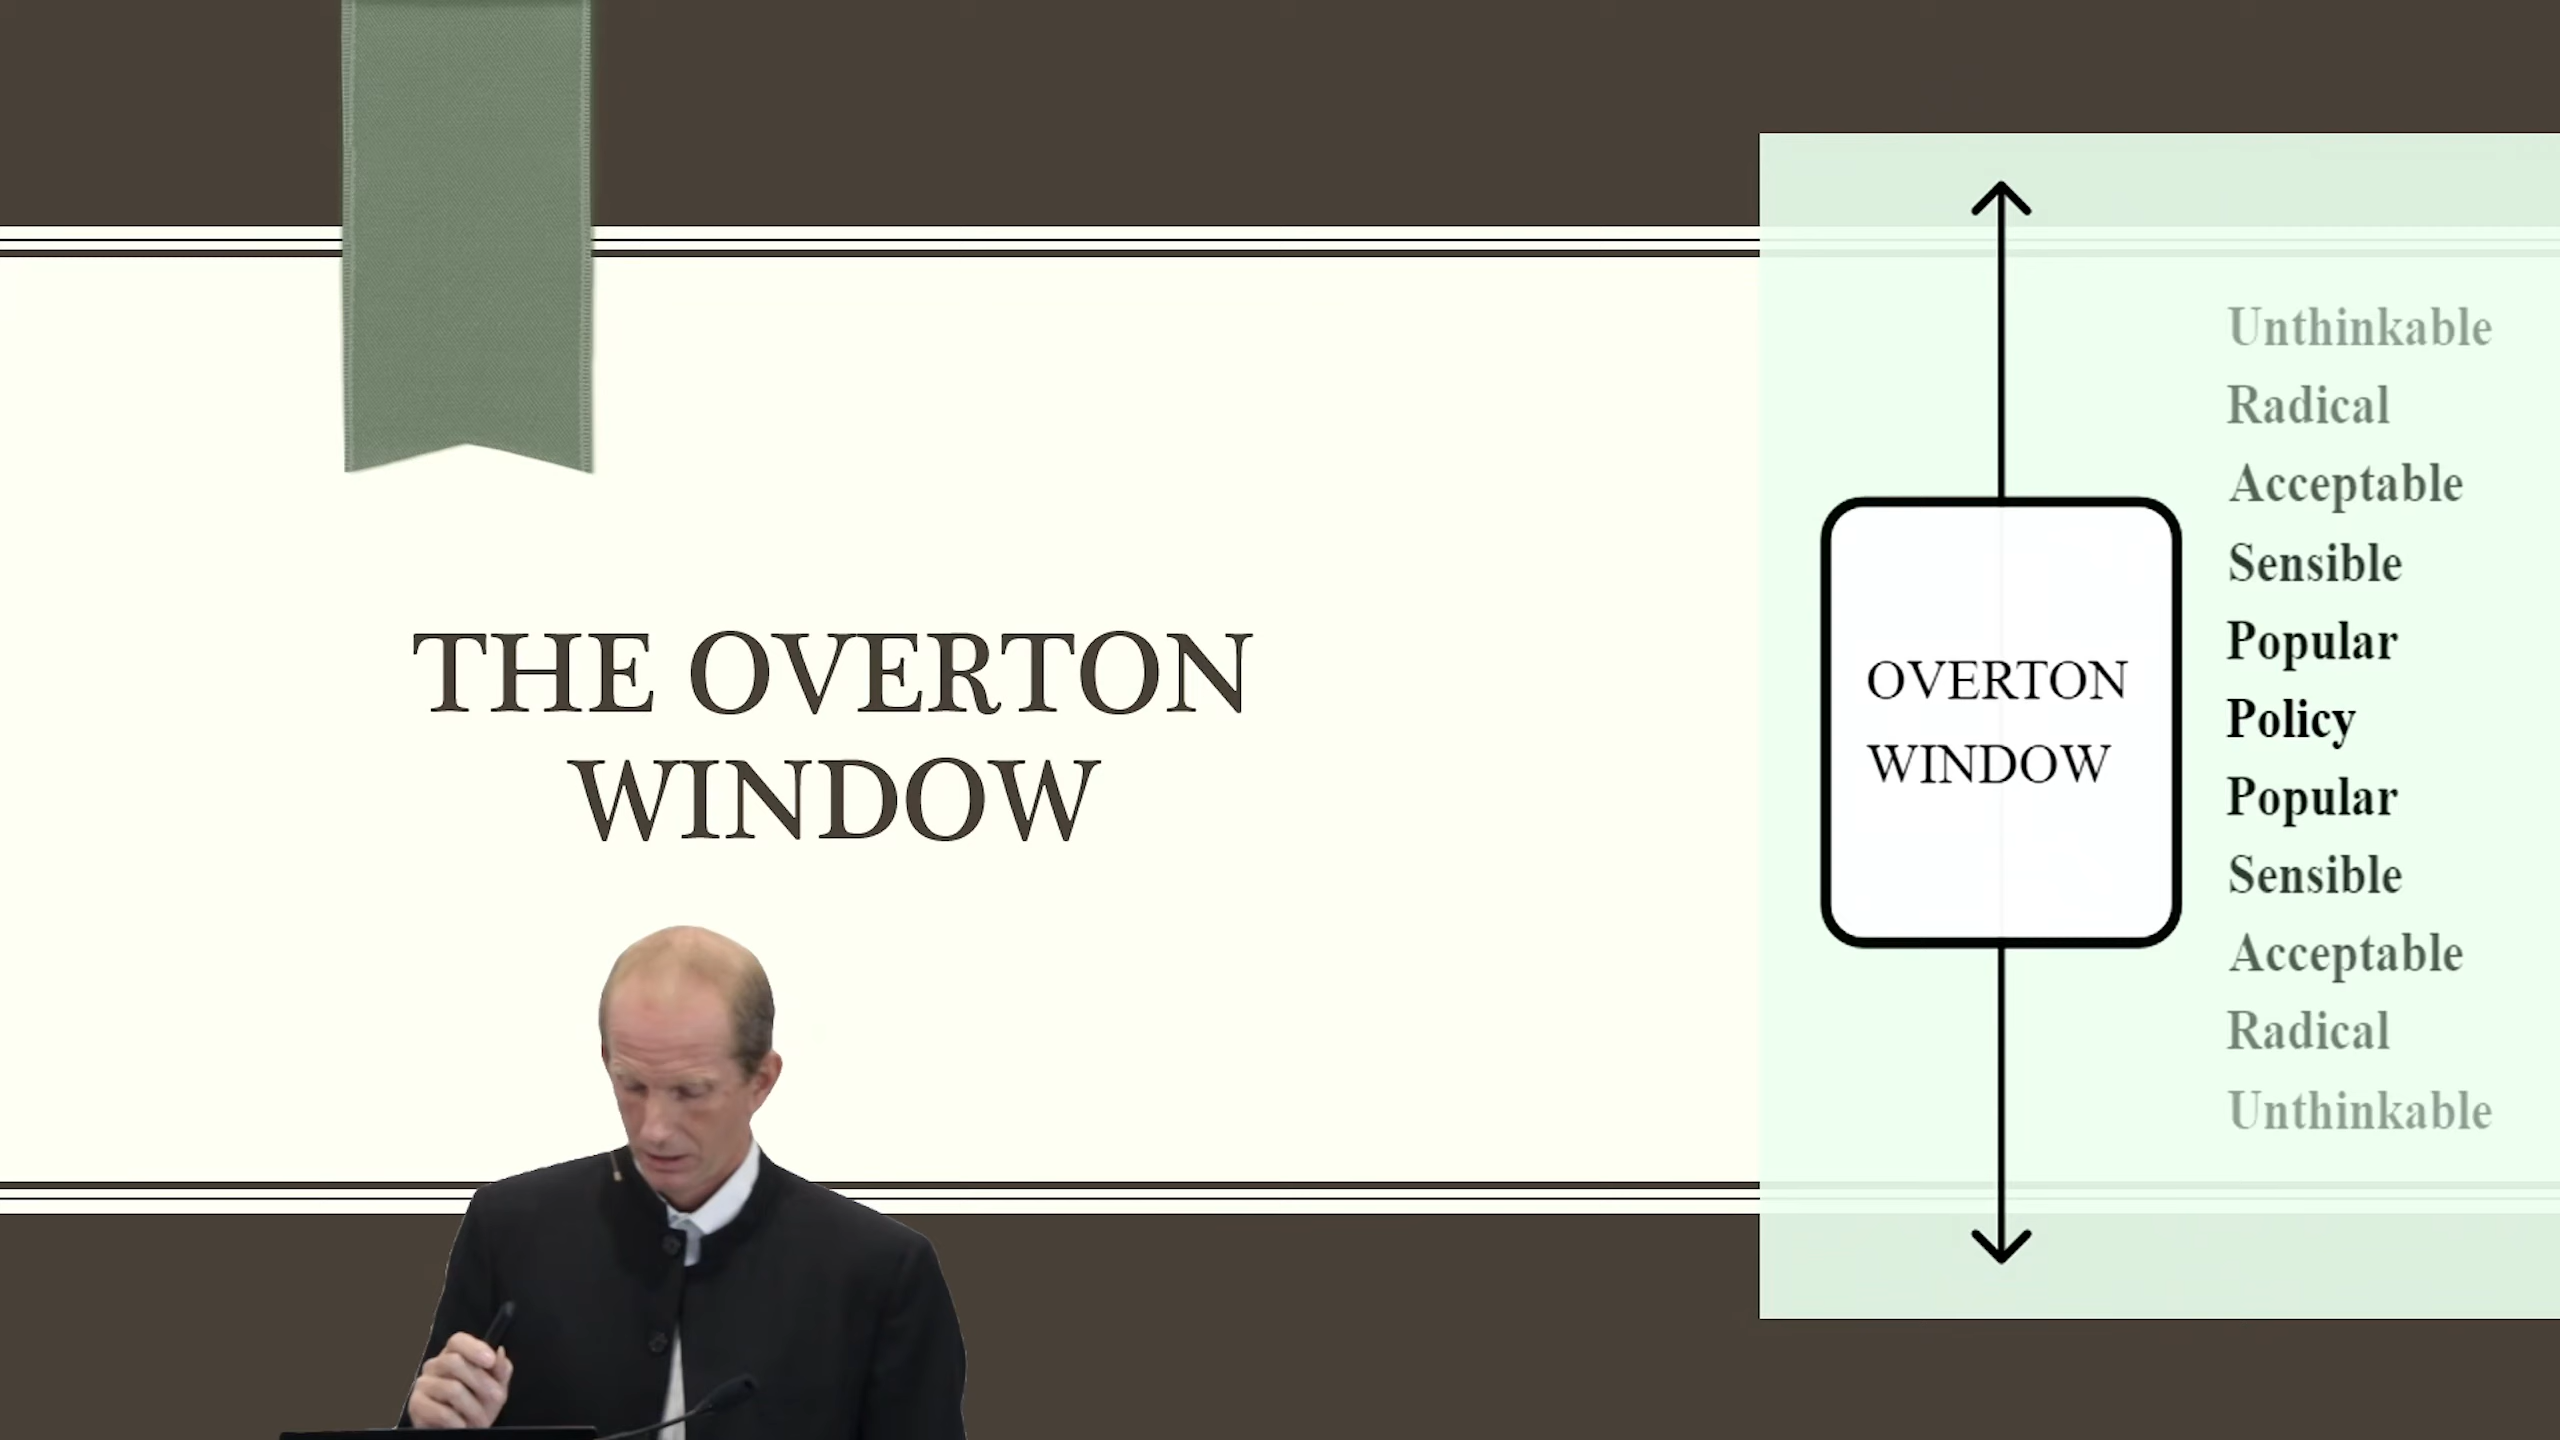 THE OVERTON
WINDOW
OVERTON
WINDOW
Unthinkable
Radical
Acceptable
Sensible
Popular
Policy
Popular
Sensible
Acceptable
Radical
Unthinkable